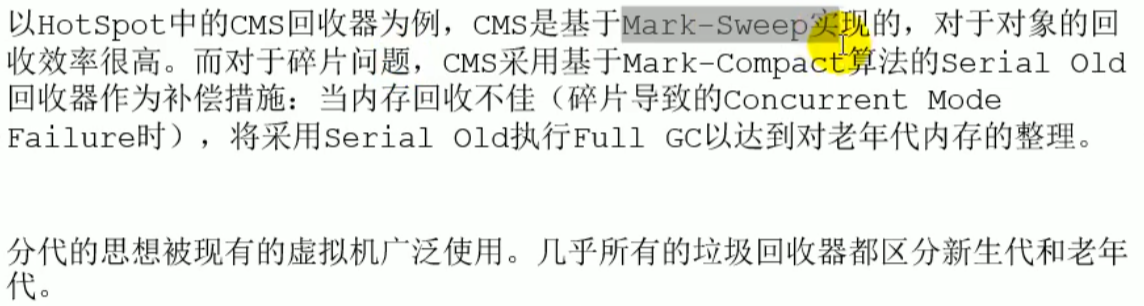 以HotSpot中的CMS回收器为例，CMS是基于Mark-Sweep实现的，对于对象的回
收效率很高。而对于碎片问题，CMS采用基于Mark-Compact算法的Serial Old
回收器作为补偿措施：当内存回收不佳（碎片导致的Concurrent Mode
Failure时），将采用Serial Old执行Full GC以达到对老年代内存的整理。
分代的思想被现有的虚拟机广泛使用。几乎所有的垃圾回收器都区分新生代和老年
代。